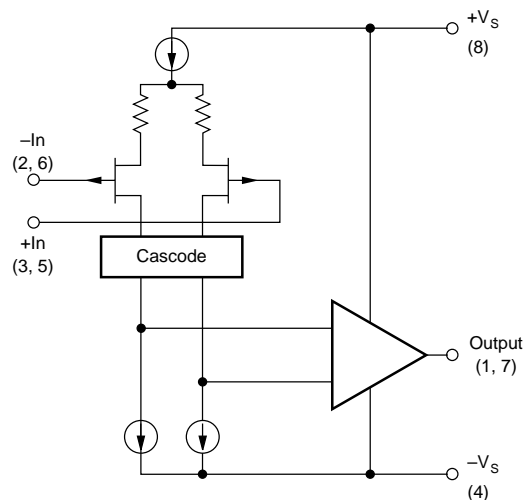 +VS
(8)
–In
(2, 6)
+In
(3, 5)
Cascode
Output
(1, 7)
–VS
(4)